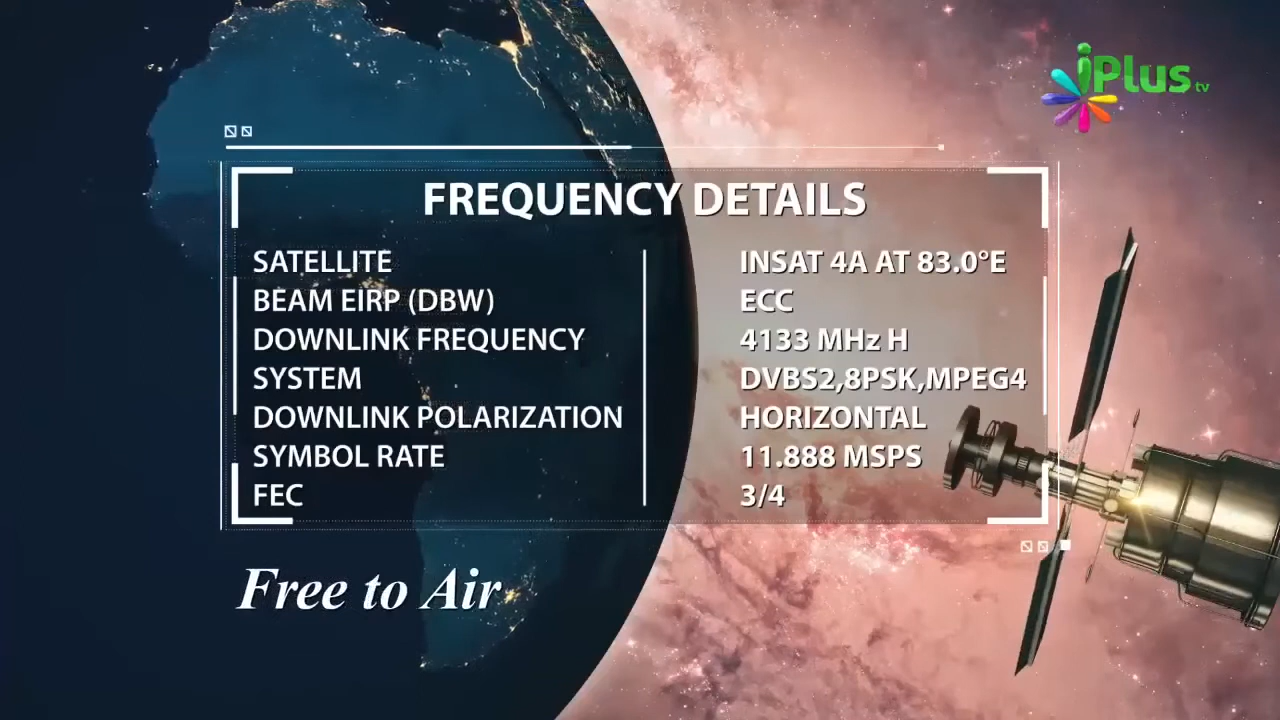 iPlus tv
FREQUENCY DETAILS
SATELLITE INSAT 4A AT 83.0°E
BEAM EIRP (DBW) ECC
DOWNLINK FREQUENCY 4133 MHz H
SYSTEM DVBS2,8PSK,MPEG4
DOWNLINK POLARIZATION HORIZONTAL
SYMBOL RATE 11.888 MSPS
FEC 3/4
Free to Air